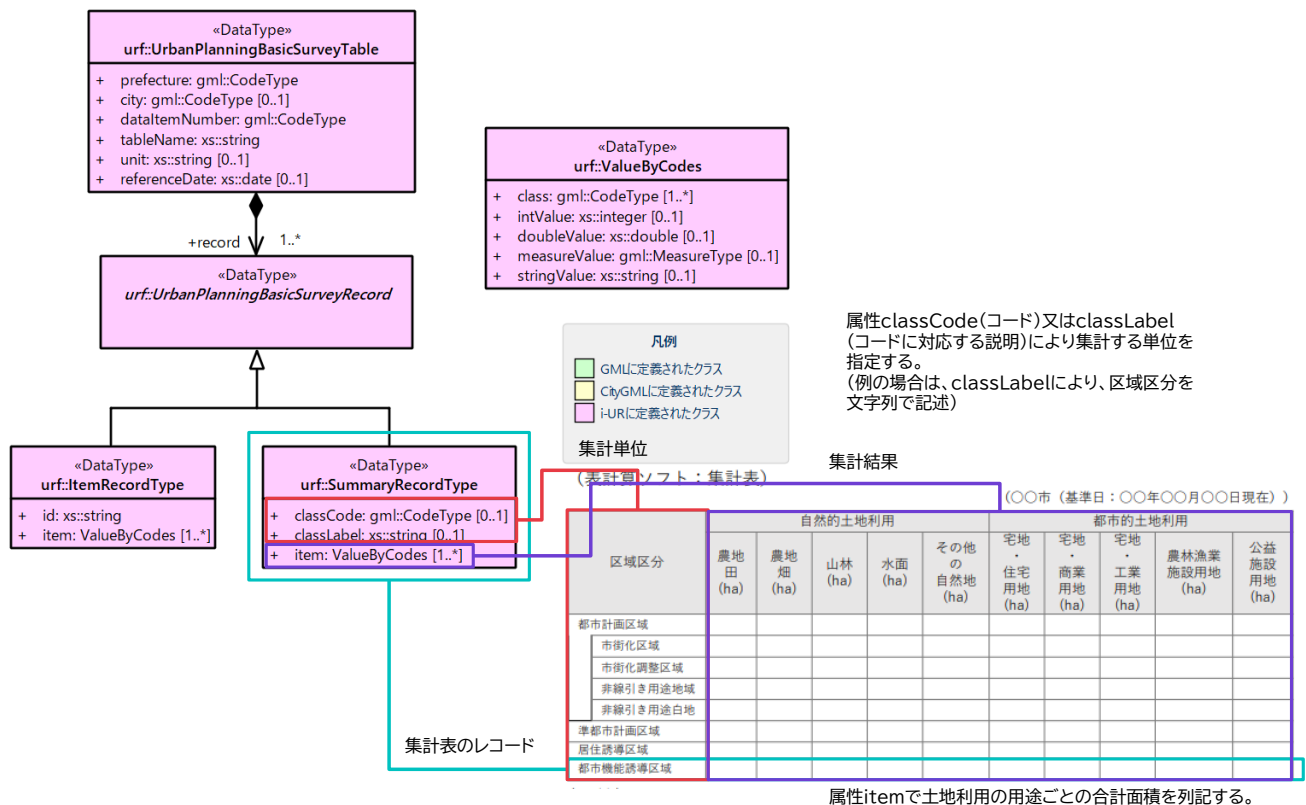 «DataType»
urf::UrbanPlanningBasicSurveyTable
+ prefecture: gml::CodeType
+ city: gml::CodeType [0..1]
+ dataItemNumber: gml::CodeType
+ tableName: xs::string
+ unit: xs::string [0..1]
+ referenceDate: xs::date [0..1]
+record 1..*
«DataType»
urf::UrbanPlanningBasicSurveyRecord
«DataType»
urf::ValueByCodes
+ class: gml::CodeType [1..*]
+ intValue: xs::integer [0..1]
+ doubleValue: xs::double [0..1]
+ measureValue: gml::MeasureType [0..1]
+ stringValue: xs::string [0..1]
凡例
GMLに定義されたクラス
CityGMLに定義されたクラス
i-URに定義されたクラス
属性classCode(コード)又はclassLabel
(コードに対応する説明)により集計する単位を
指定する。
(例の場合は、classLabelにより、区域区分を
文字列で記述)
«DataType»
urf::ItemRecordType
+ id: xs::string
+ item: ValueByCodes [1..*]
«DataType»
urf::SummaryRecordType
+ classCode: gml::CodeType [0..1]
+ classLabel: xs::string [0..1]
+ item: ValueByCodes [1..*]
集計単位
集計結果
(表計算ソフト:集計表)
(○○市(基準日:○○年○○月○○日現在))
区域区分
自然的土地利用
都市的土地利用
農地
田
(ha)
農地
畑
(ha)
山林
(ha)
水面
(ha)
その他
の
自然地
(ha)
宅地
・
住宅
用地
(ha)
宅地
・
商業
用地
(ha)
宅地
・
工業
用地
(ha)
農林漁業
施設用地
(ha)
公益
施設
用地
(ha)
都市計画区域
市街化区域
市街化調整区域
非線引き用途地域
非線引き用途白地
準都市計画区域
居住誘導区域
都市機能誘導区域
集計表のレコード
属性itemで土地利用の用途ごとの合計面積を列記する。